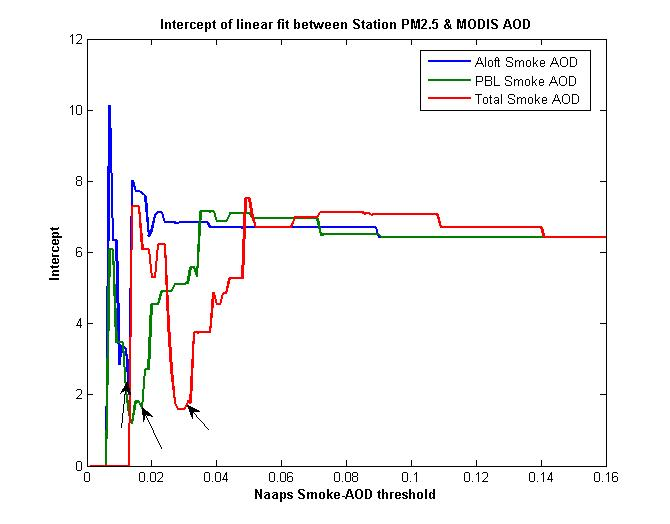 Intercept of linear fit between Station PM2.5 & MODIS AOD
12
10
8
6
4
2
0
Intercept
Aloft Smoke AOD
PBL Smoke AOD
Total Smoke AOD
0 0.02 0.04 0.06 0.08 0.1 0.12 0.14 0.16
Naaps Smoke-AOD threshold